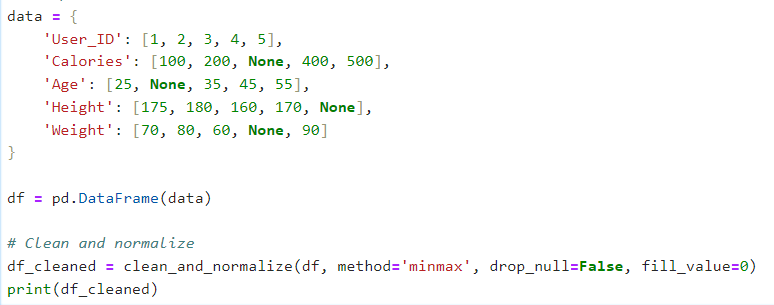 data = {
    'User_ID': [1, 2, 3, 4, 5],
    'Calories': [100, 200, None, 400, 500],
    'Age': [25, None, 35, 45, 55],
    'Height': [175, 180, 160, 170, None],
    'Weight': [70, 80, 60, None, 90]
}
df = pd.DataFrame(data)
# Clean and normalize
df_cleaned = clean_and_normalize(df, method='minmax', drop_null=False, fill_value=0)
print(df_cleaned)